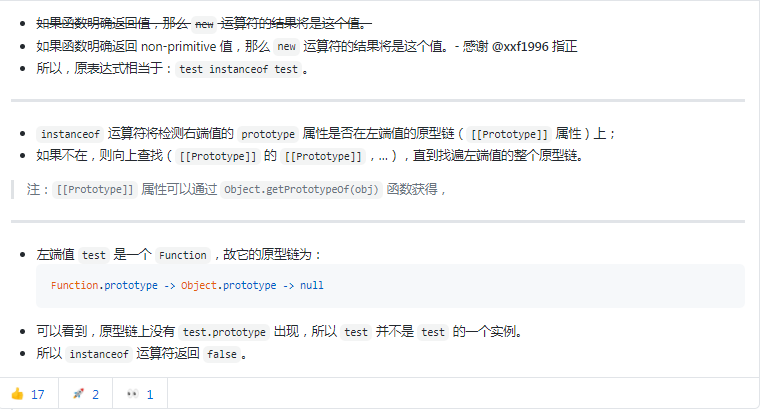 如果函数明确返回值，那么 new 运算符的结果将是这个值。
如果函数明确返回 non-primitive 值，那么 new 运算符的结果将是这个值。- 感谢 @xxf1996 指正
所以，原表达式相当于：test instanceof test。
instanceof 运算符将检测右端值的 prototype 属性是否在左端值的原型链（[[Prototype]] 属性）上；
如果不在，则向上查找（[[Prototype]] 的 [[Prototype]]，...），直到找遍左端值的整个原型链。
注：[[Prototype]] 属性可以通过 Object.getPrototypeOf(obj) 函数获得，
左端值 test 是一个 Function，故它的原型链为：
Function.prototype -> Object.prototype -> null
可以看到，原型链上没有 test.prototype 出现，所以 test 并不是 test 的一个实例。
所以 instanceof 运算符返回 false。
👍 17 🚀 2 👀 1